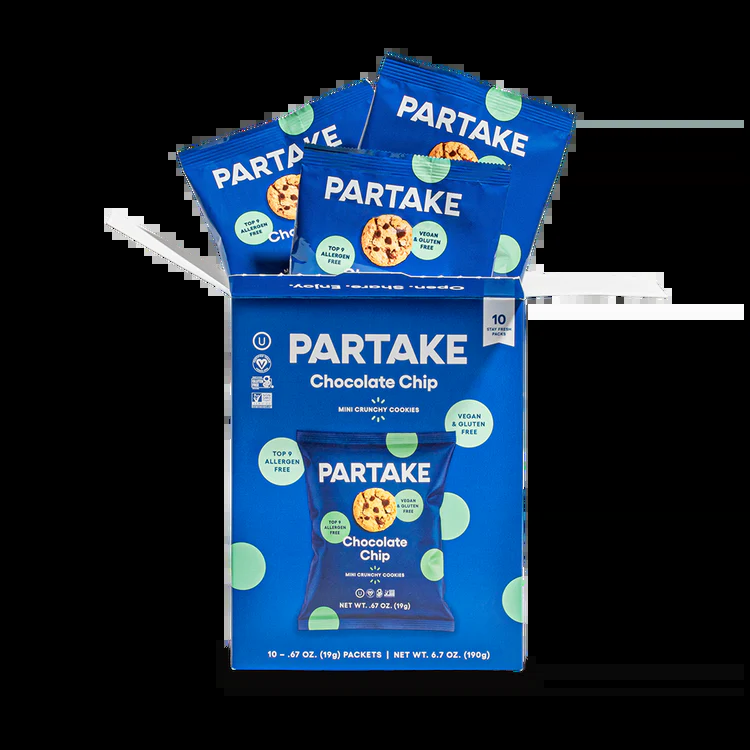 PARTAKE
PARTAKE
TOP 9
ALLERGEN
FREE
PARTAKE
VEGAN
& GLUTEN
FREE
TOP 9
ALLERGEN
FREE
Open. Share. Enjoy.
10
STAY FRESH
PACKS
U
PARTAKE
Chocolate Chip
MINI CRUNCHY COOKIES
VEGAN
& GLUTEN
FREE
TOP 9
ALLERGEN
FREE
PARTAKE
VEGAN
& GLUTEN
FREE
TOP 9
ALLERGEN
FREE
Chocolate
Chip
MINI CRUNCHY COOKIES
U
NET WT. .67 OZ. (19g)
10 – .67 OZ. (19g) PACKETS | NET WT. 6.7 OZ. (190g)